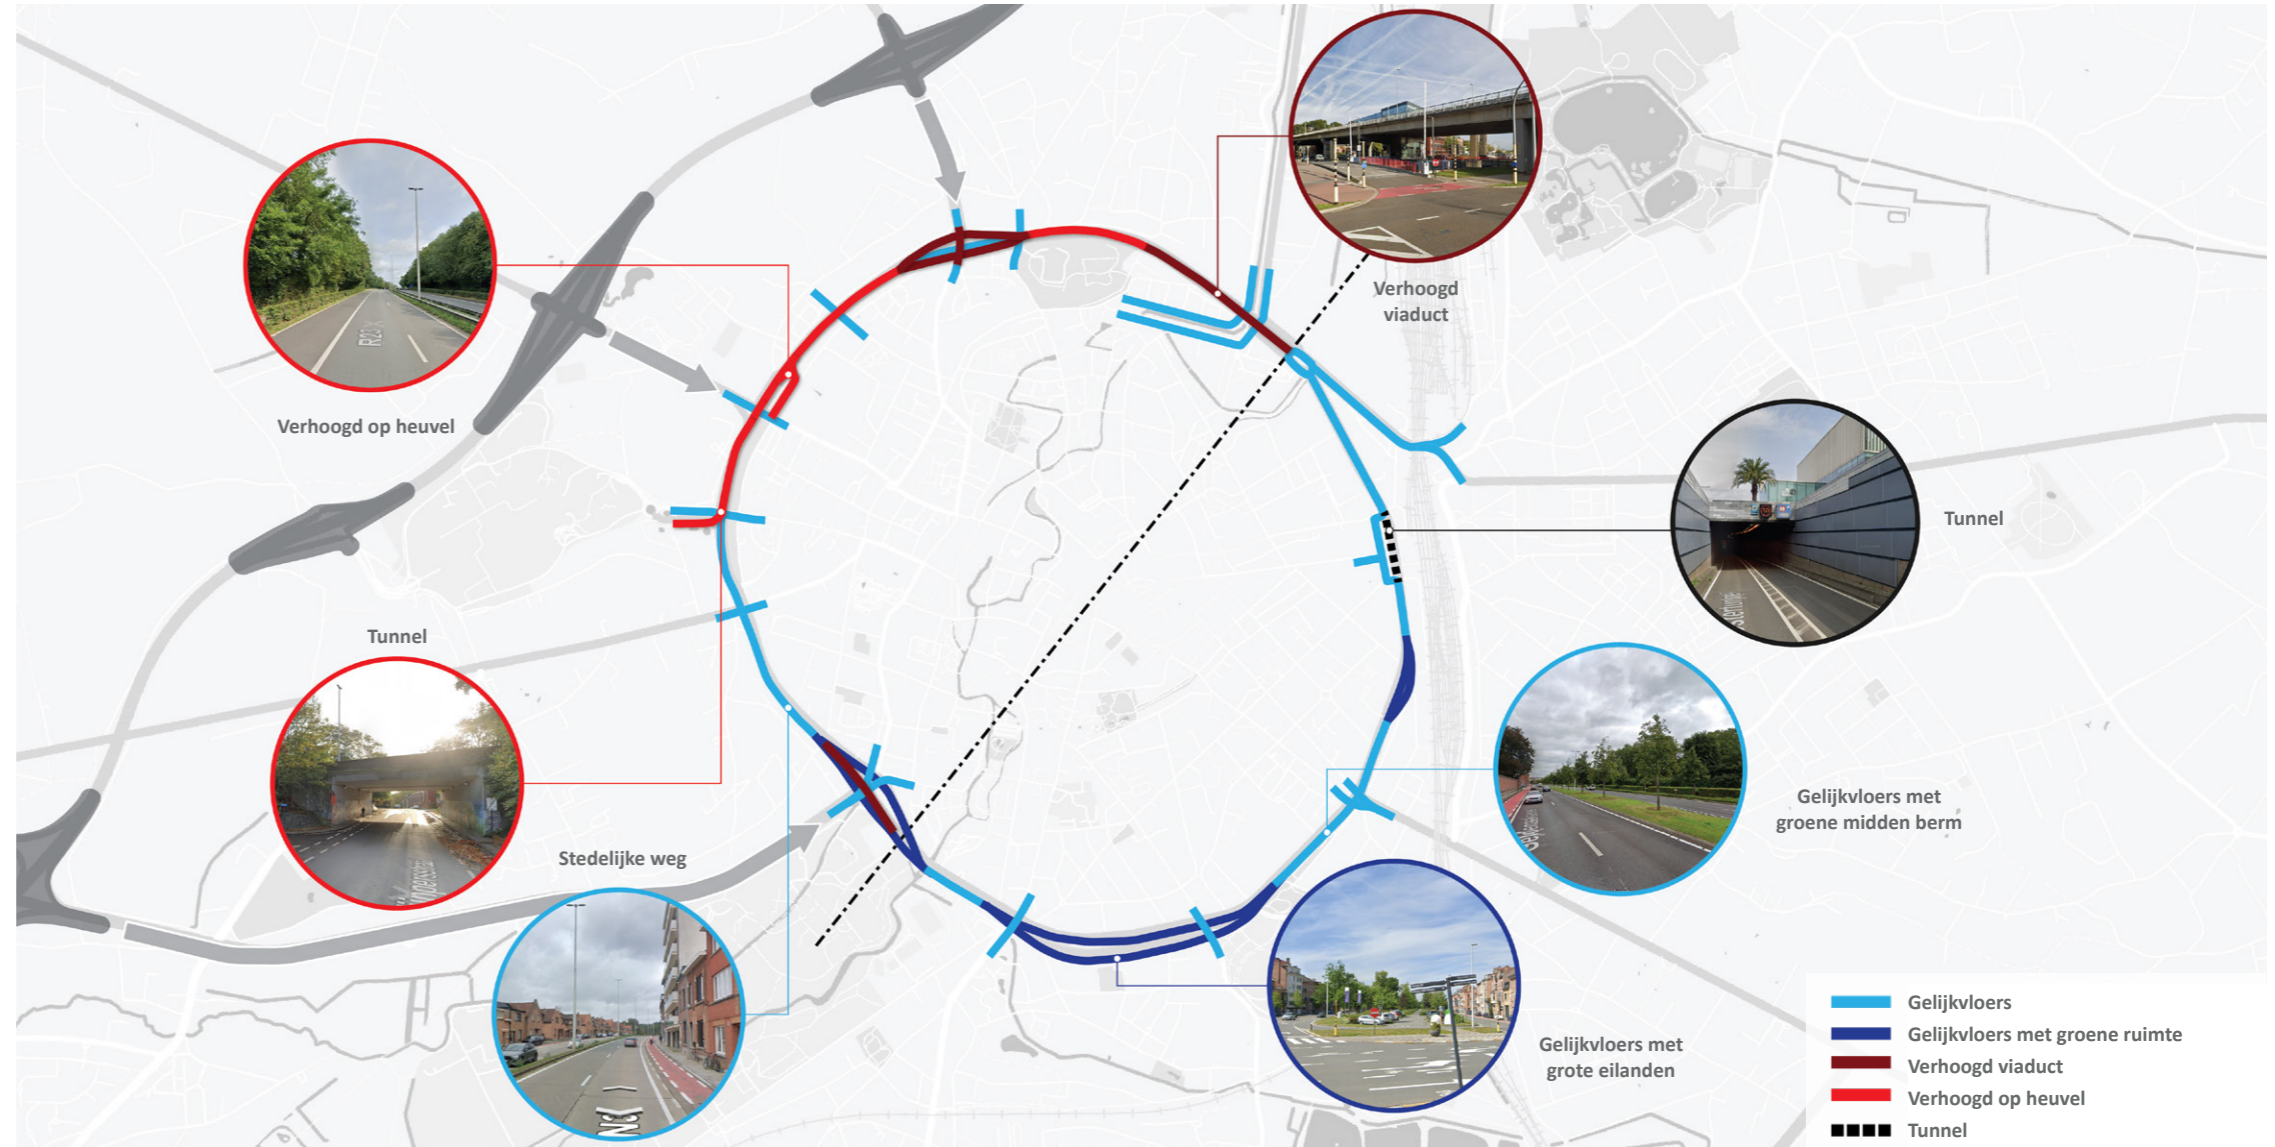 Verhoogd
viaduct
Verhoogd op heuvel
R23
Tunnel
Tunnel
Stedelijke weg
Gelijkvloers met
groene midden berm
Gelijkvloers met
grote eilanden
Gelijkvloers
Gelijkvloers met groene ruimte
Verhoogd viaduct
Verhoogd op heuvel
Tunnel